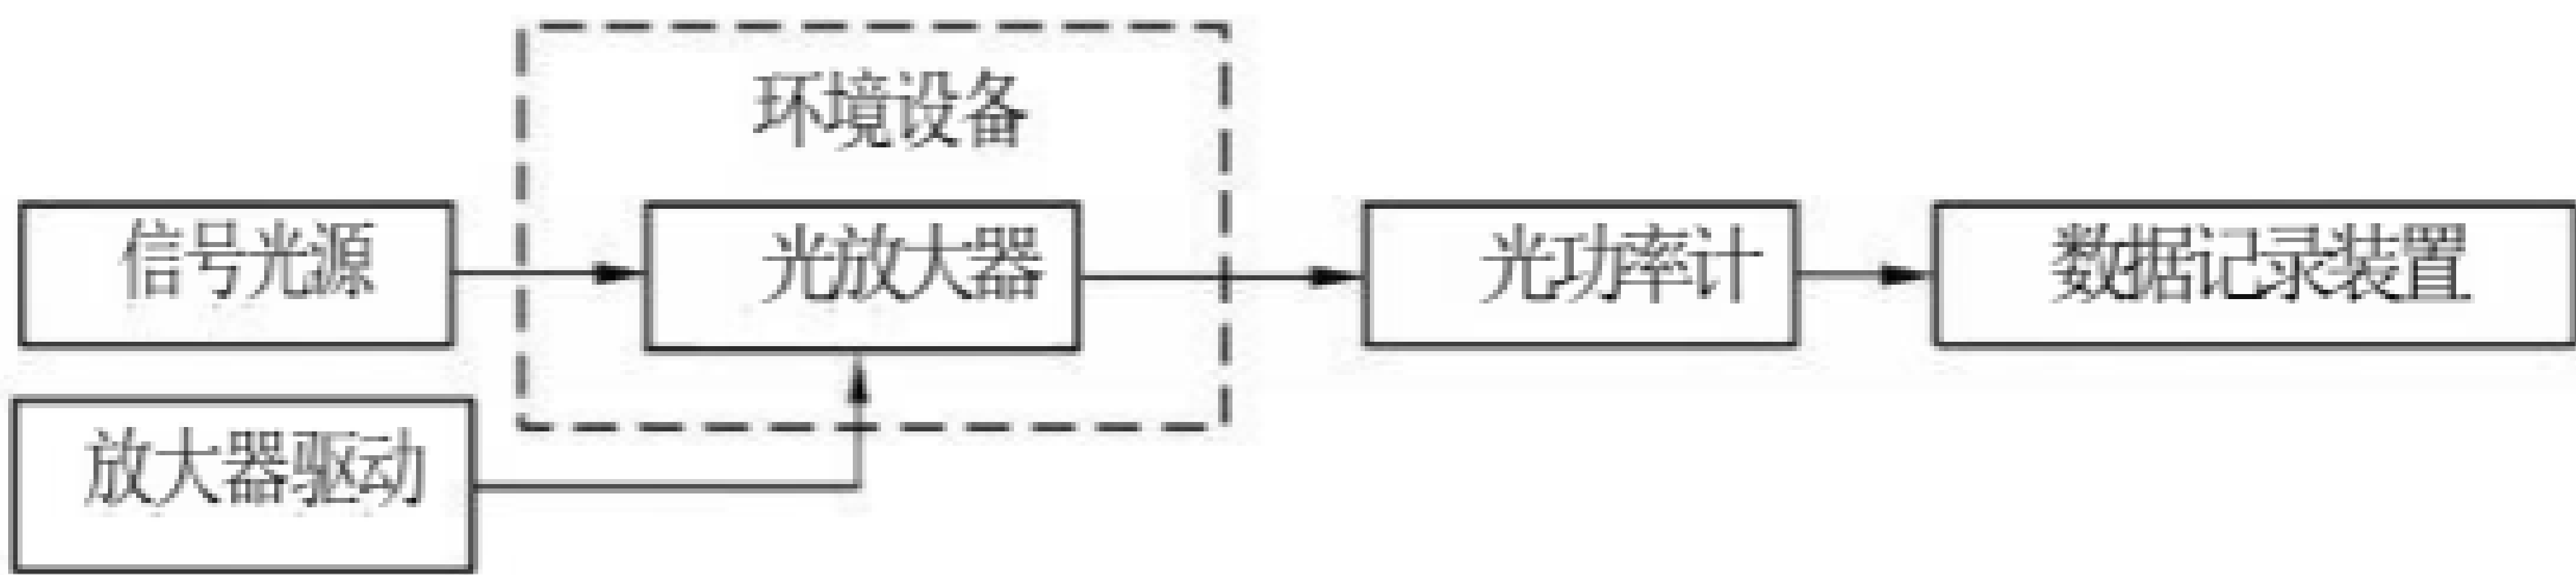 环境设备
信号光源
光放大器
光功率计
数据记录装置
放大器驱动